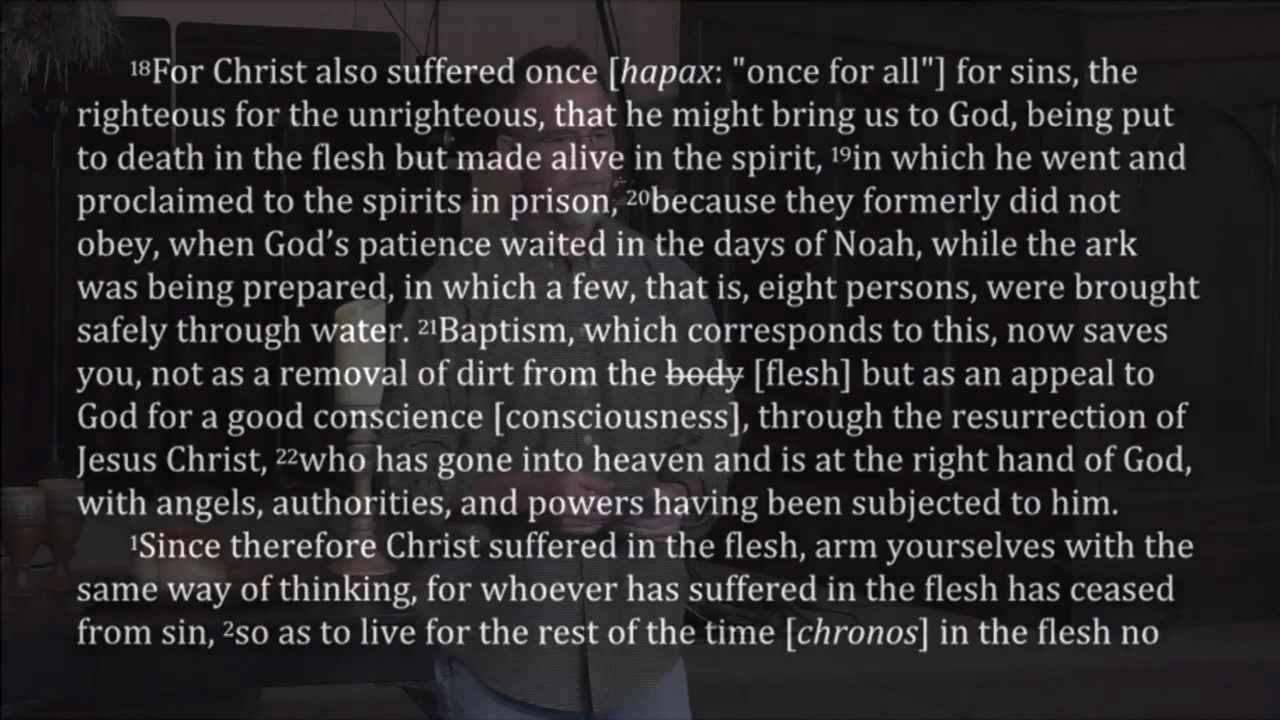 ¹⁸For Christ also suffered once [hapax: "once for all"] for sins, the
righteous for the unrighteous, that he might bring us to God, being put
to death in the flesh but made alive in the spirit, ¹⁹in which he went and
proclaimed to the spirits in prison, ²⁰because they formerly did not
obey, when God’s patience waited in the days of Noah, while the ark
was being prepared, in which a few, that is, eight persons, were brought
safely through water. ²¹Baptism, which corresponds to this, now saves
you, not as a removal of dirt from the body [flesh] but as an appeal to
God for a good conscience [consciousness], through the resurrection of
Jesus Christ, ²²who has gone into heaven and is at the right hand of God,
with angels, authorities, and powers having been subjected to him.
¹Since therefore Christ suffered in the flesh, arm yourselves with the
same way of thinking, for whoever has suffered in the flesh has ceased
from sin, ²so as to live for the rest of the time [chronos] in the flesh no